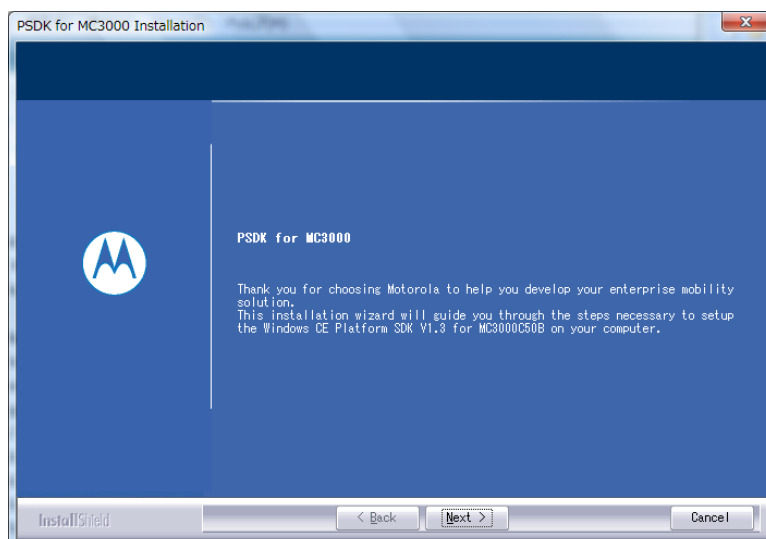 PSDK for MC3000 Installation
PSDK for MC3000
Thank you for choosing Motorola to help you develop your enterprise mobility
solution.
This installation wizard will guide you through the steps necessary to setup
the Windows CE Platform SDK V1.3 for MC3000C50B on your computer.
InstallShield
< Back
Next >
Cancel